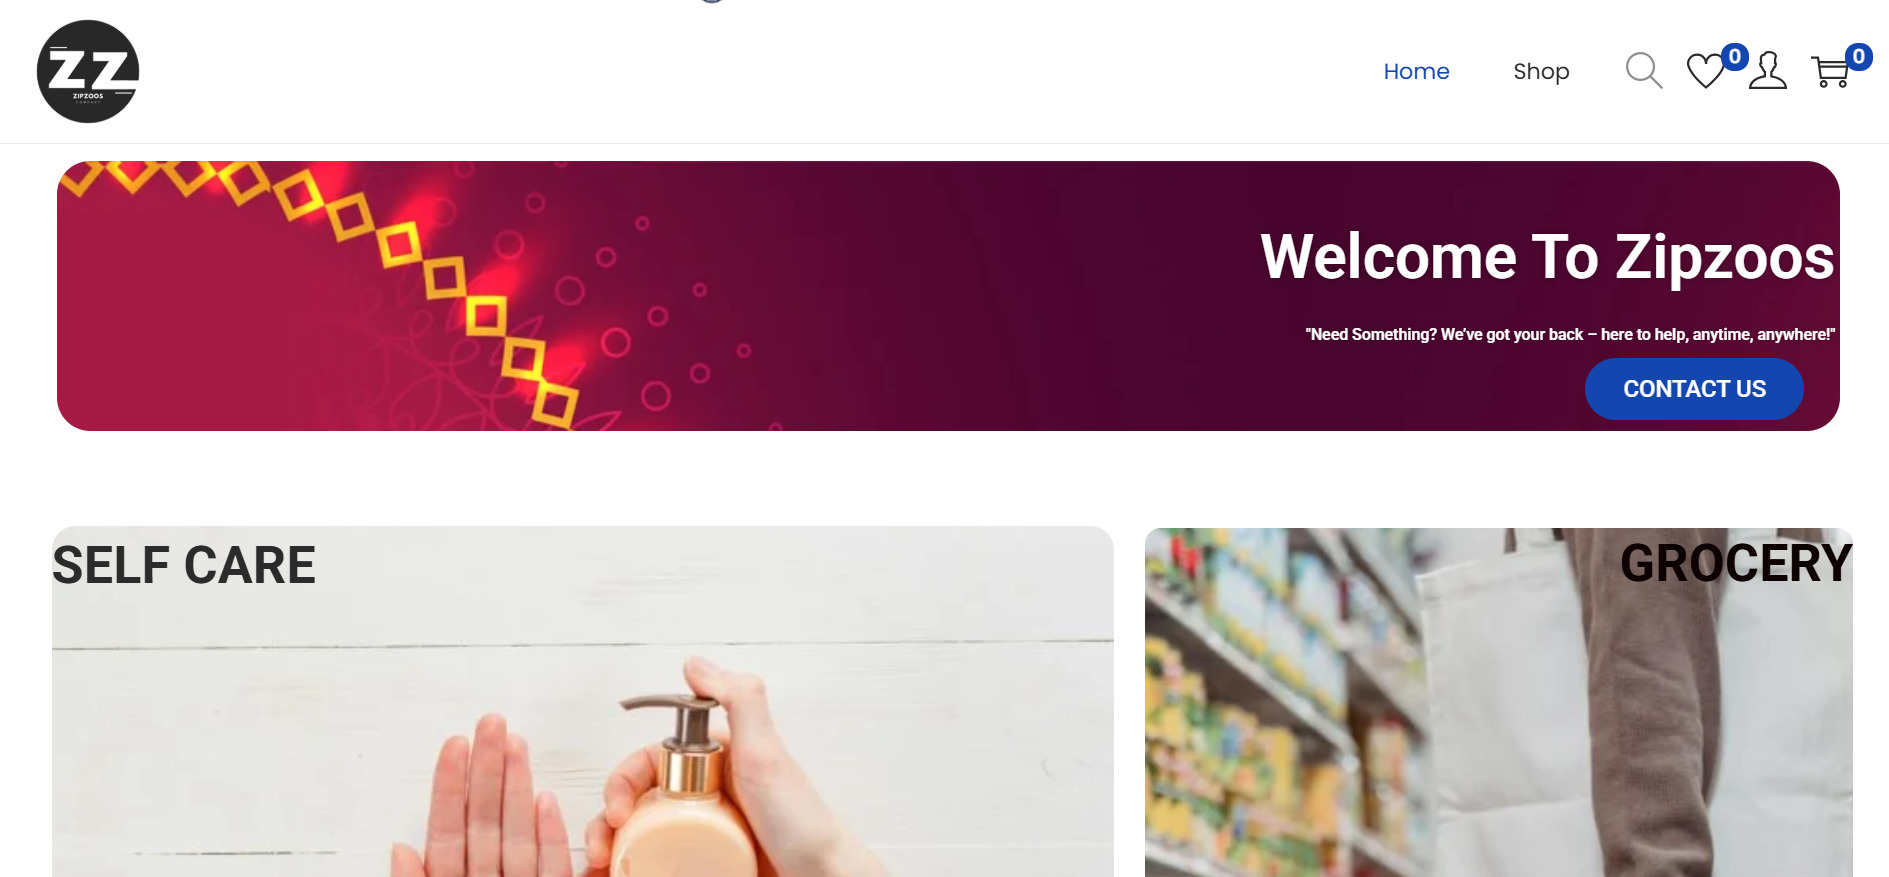 ZZ
ZIPZOOS
COMPANY
Home
Shop
0
0
Welcome To Zipzoos
"Need Something? We’ve got your back – here to help, anytime, anywhere!"
CONTACT US
SELF CARE
GROCERY